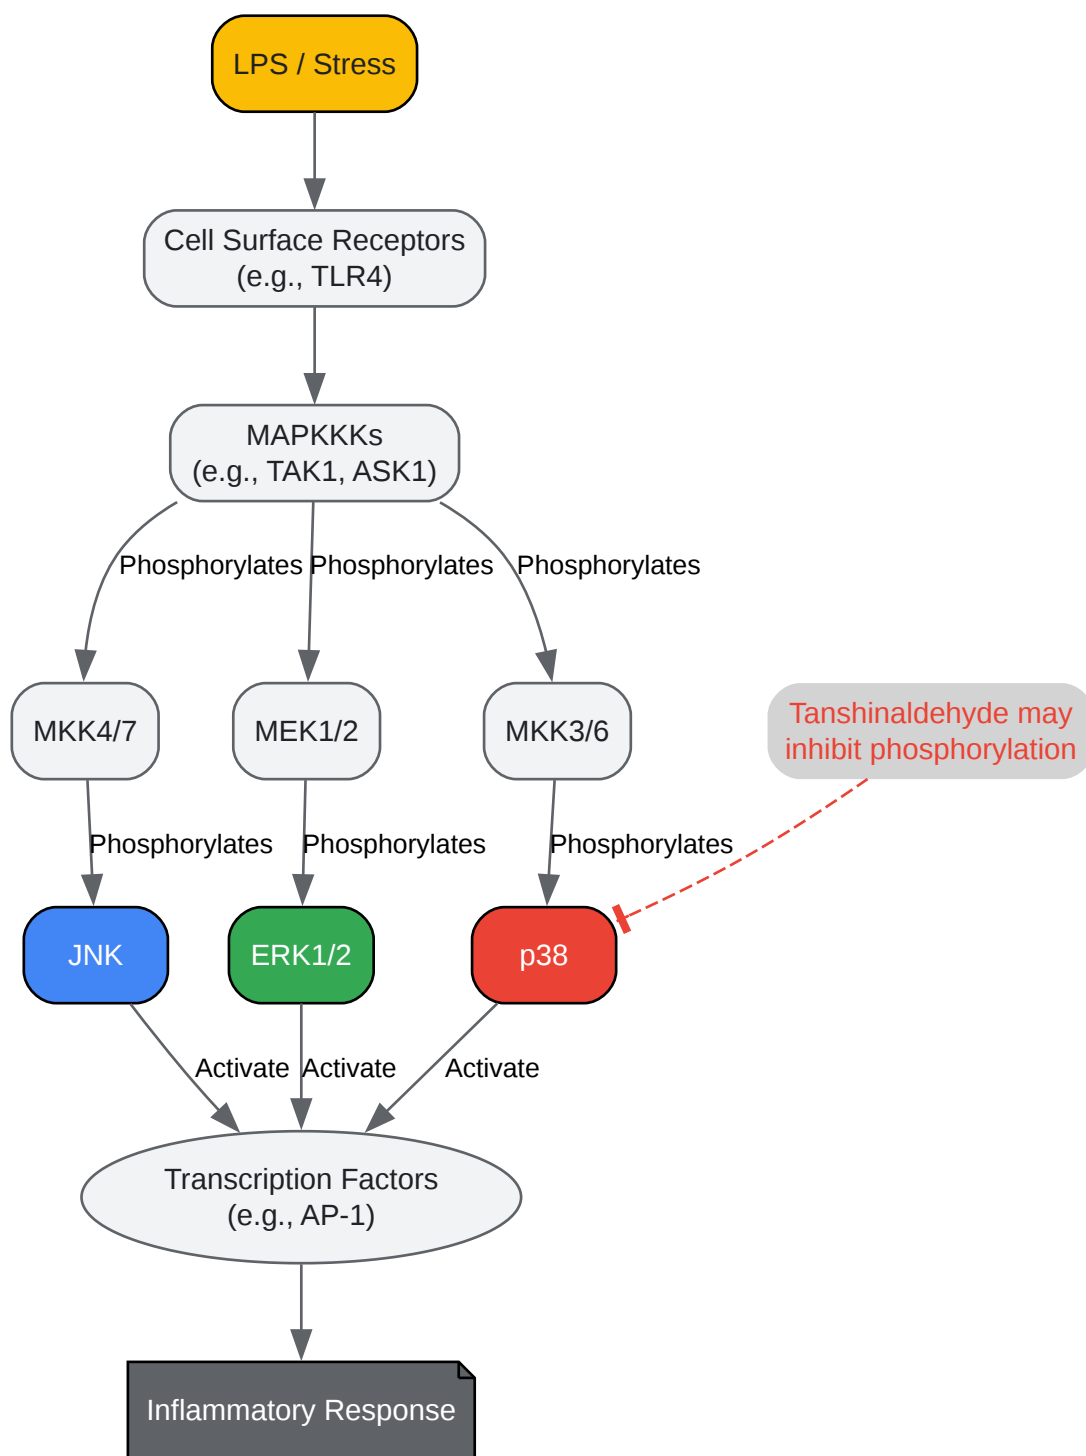 LPS / Stress
Cell Surface Receptors
(e.g., TLR4)
MAPKKKs
(e.g., TAK1, ASK1)
Phosphorylates
Phosphorylates
Phosphorylates
MKK4/7
MEK1/2
MKK3/6
Tanshinaldehyde may
inhibit phosphorylation
Phosphorylates
Phosphorylates
Phosphorylates
JNK
ERK1/2
p38
Activate
Activate
Activate
Transcription Factors
(e.g., AP-1)
Inflammatory Response